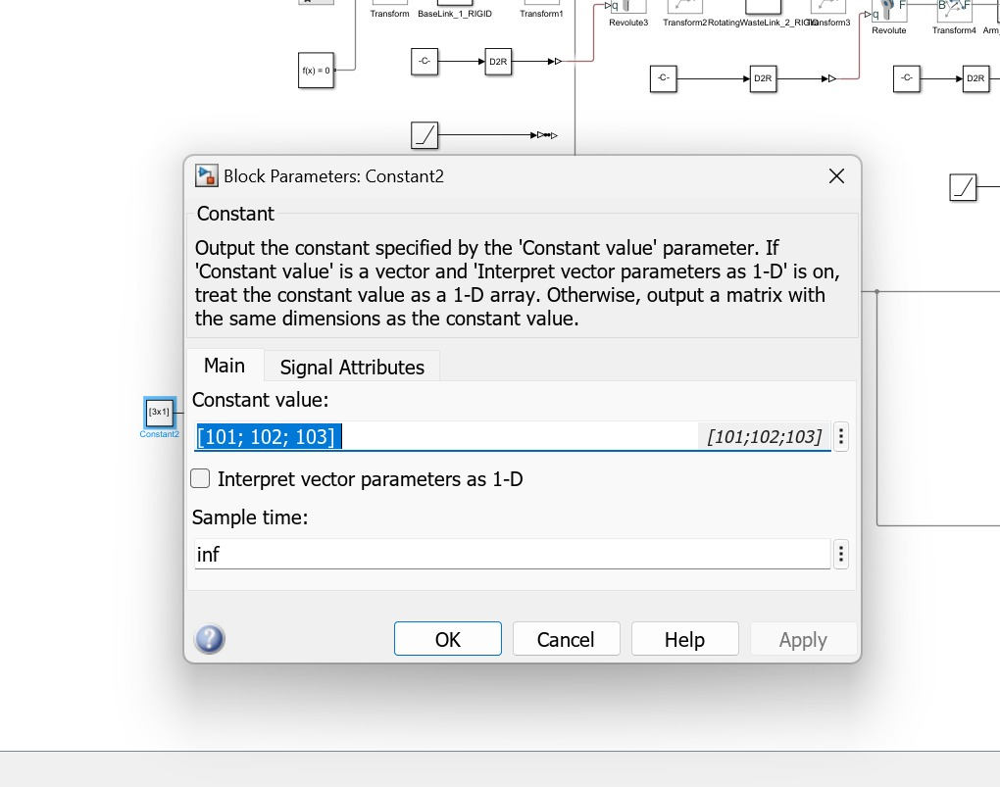 Transform
BaseLink_1_RIGID
Transform1
q
Revolute3
Transform2
RotatingWasteLink_2_RIGID
Transform3
q
F
Revolute
B
F
Transform4
Arm
f(x) = 0
-C-
D2R
-C-
D2R
-C-
D2R
Block Parameters: Constant2
Constant
Output the constant specified by the 'Constant value' parameter. If
'Constant value' is a vector and 'Interpret vector parameters as 1-D' is on,
treat the constant value as a 1-D array. Otherwise, output a matrix with
the same dimensions as the constant value.
Main
Signal Attributes
Constant value:
[3x1]
Constant2
[101; 102; 103]
[101;102;103]
Interpret vector parameters as 1-D
Sample time:
inf
?
OK
Cancel
Help
Apply